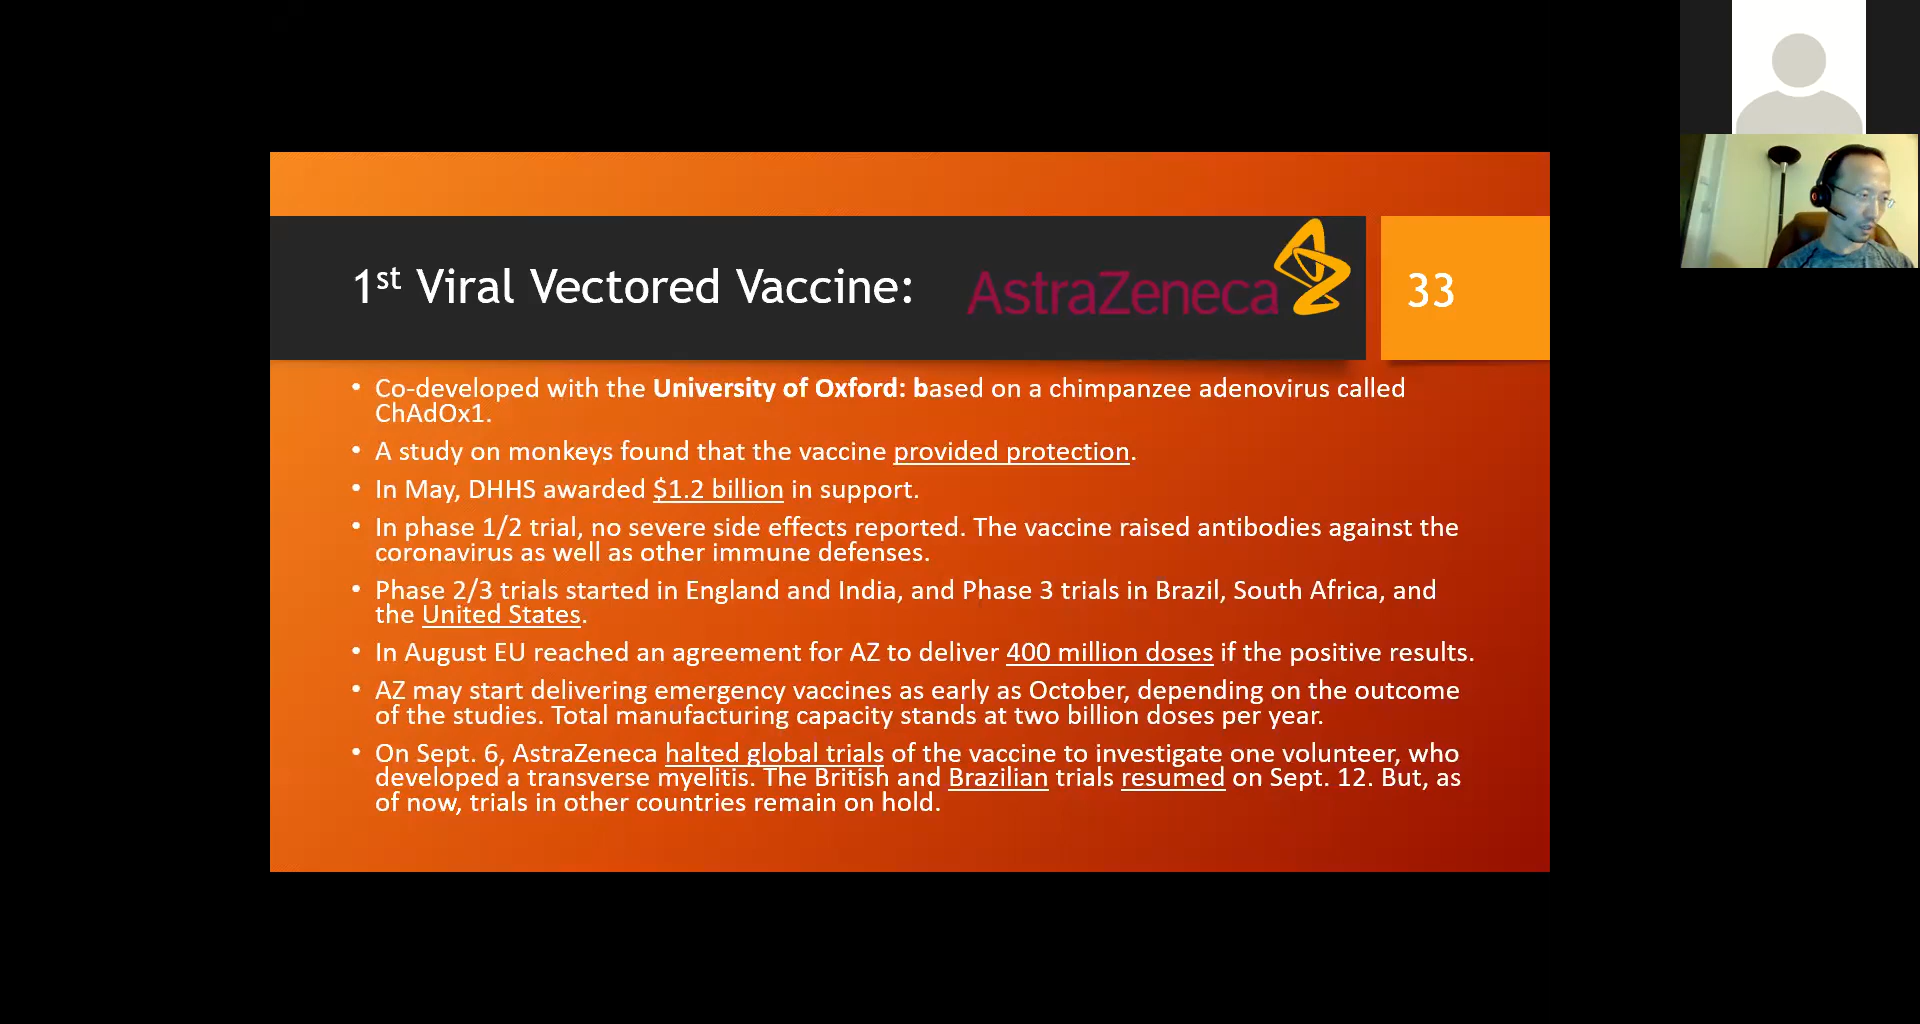 1st Viral Vectored Vaccine:
AstraZeneca
33
• Co-developed with the University of Oxford: based on a chimpanzee adenovirus called
ChAdOx1.
• A study on monkeys found that the vaccine provided protection.
• In May, DHHS awarded $1.2 billion in support.
• In phase 1/2 trial, no severe side effects reported. The vaccine raised antibodies against the
coronavirus as well as other immune defenses.
• Phase 2/3 trials started in England and India, and Phase 3 trials in Brazil, South Africa, and
the United States.
• In August EU reached an agreement for AZ to deliver 400 million doses if the positive results.
• AZ may start delivering emergency vaccines as early as October, depending on the outcome
of the studies. Total manufacturing capacity stands at two billion doses per year.
• On Sept. 6, AstraZeneca halted global trials of the vaccine to investigate one volunteer, who
developed a transverse myelitis. The British and Brazilian trials resumed on Sept. 12. But, as
of now, trials in other countries remain on hold.